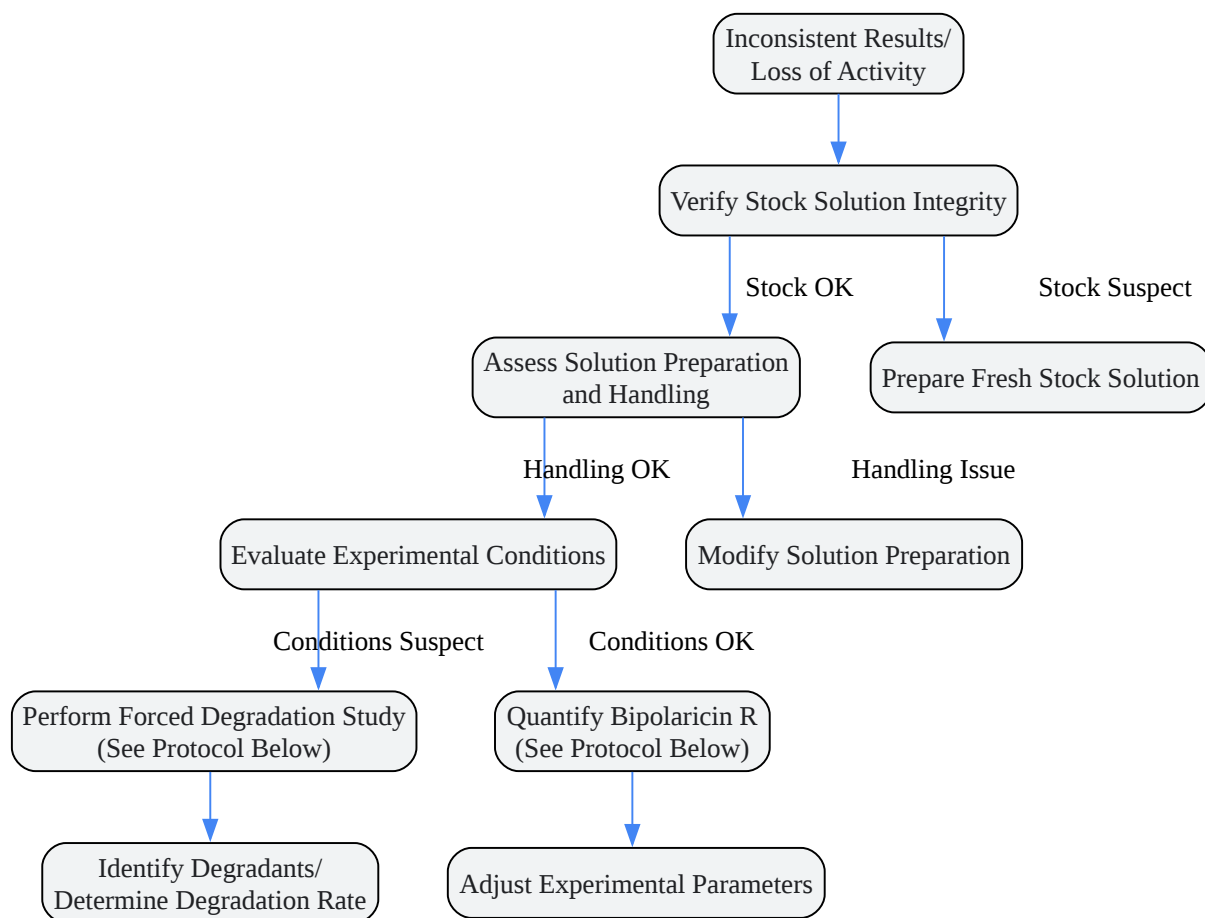 Inconsistent Results/
Loss of Activity
Verify Stock Solution Integrity
Stock OK
Stock Suspect
Assess Solution Preparation
and Handling
Prepare Fresh Stock Solution
Handling OK
Handling Issue
Evaluate Experimental Conditions
Modify Solution Preparation
Conditions Suspect
Conditions OK
Perform Forced Degradation Study
(See Protocol Below)
Quantify Bipolaricin R
(See Protocol Below)
Identify Degradants/
Determine Degradation Rate
Adjust Experimental Parameters